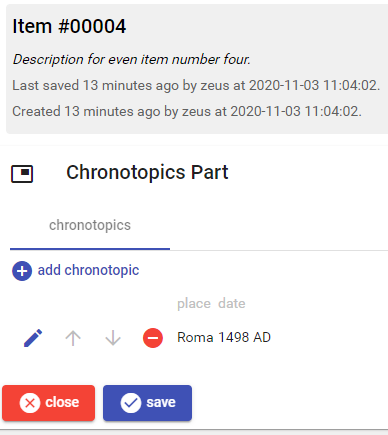 Item #00004
Description for even item number four.
Last saved 13 minutes ago by zeus at 2020-11-03 11:04:02.
Created 13 minutes ago by zeus at 2020-11-03 11:04:02.
Chronotopics Part
chronotopics
add chronotopic
place date
Roma 1498 AD
close save